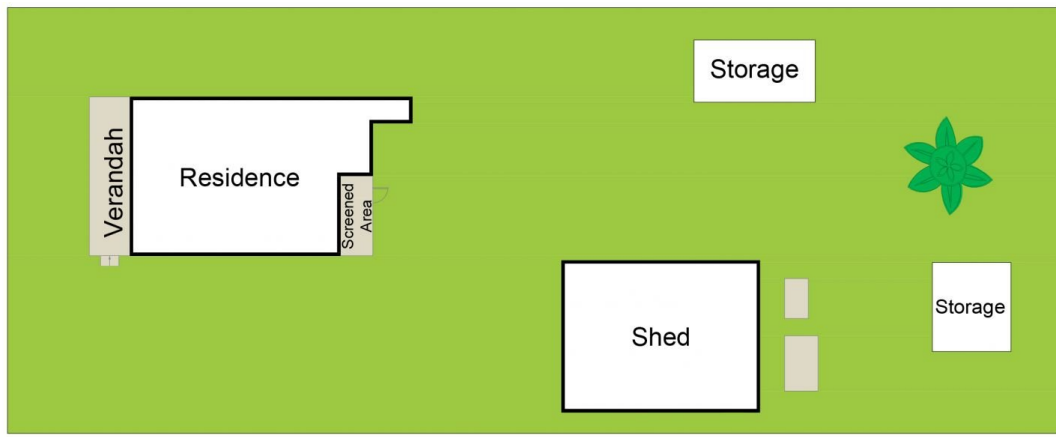 Storage
Verandah
Residence
Screened
Area
Shed
Storage